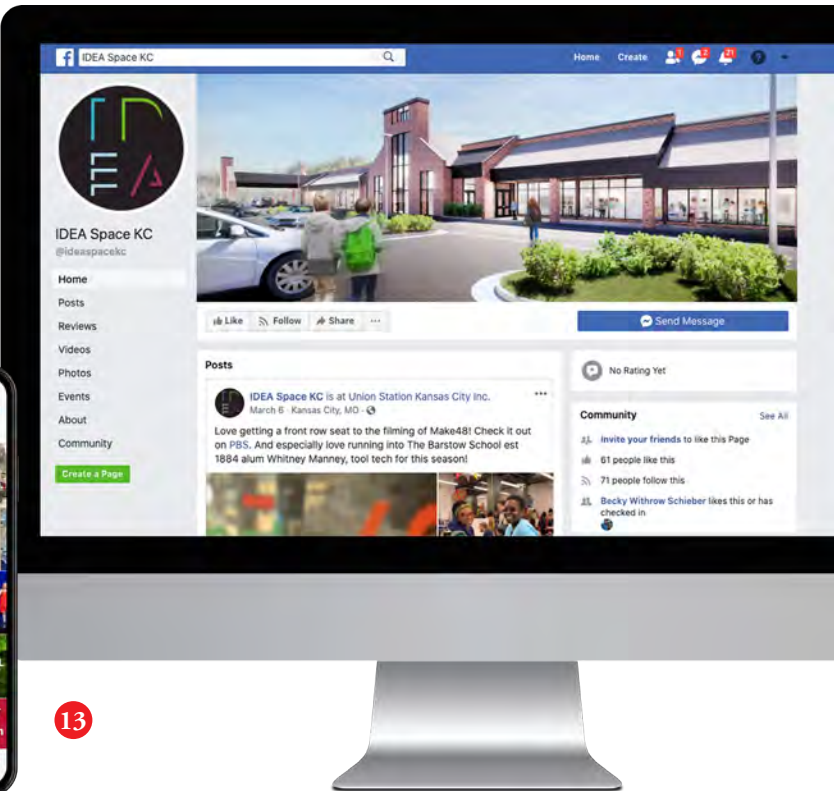 IDEA Space KC
Home Create 1 2 21 ?
IDEA
IDEA Space KC
@ideaspacekc
Home
Posts
Reviews
Videos
Photos
Events
About
Community
Create a Page
Like Follow Share ...
Send Message
Posts
IDEA Space KC is at Union Station Kansas City Inc.
March 6 · Kansas City, MO ·
Love getting a front row seat to the filming of Make48! Check it out
on PBS. And especially love running into The Barstow School est
1884 alum Whitney Manney, tool tech for this season!
No Rating Yet
Community See All
Invite your friends to like this Page
61 people like this
71 people follow this
Becky Withrow Schieber likes this or has
checked in
13